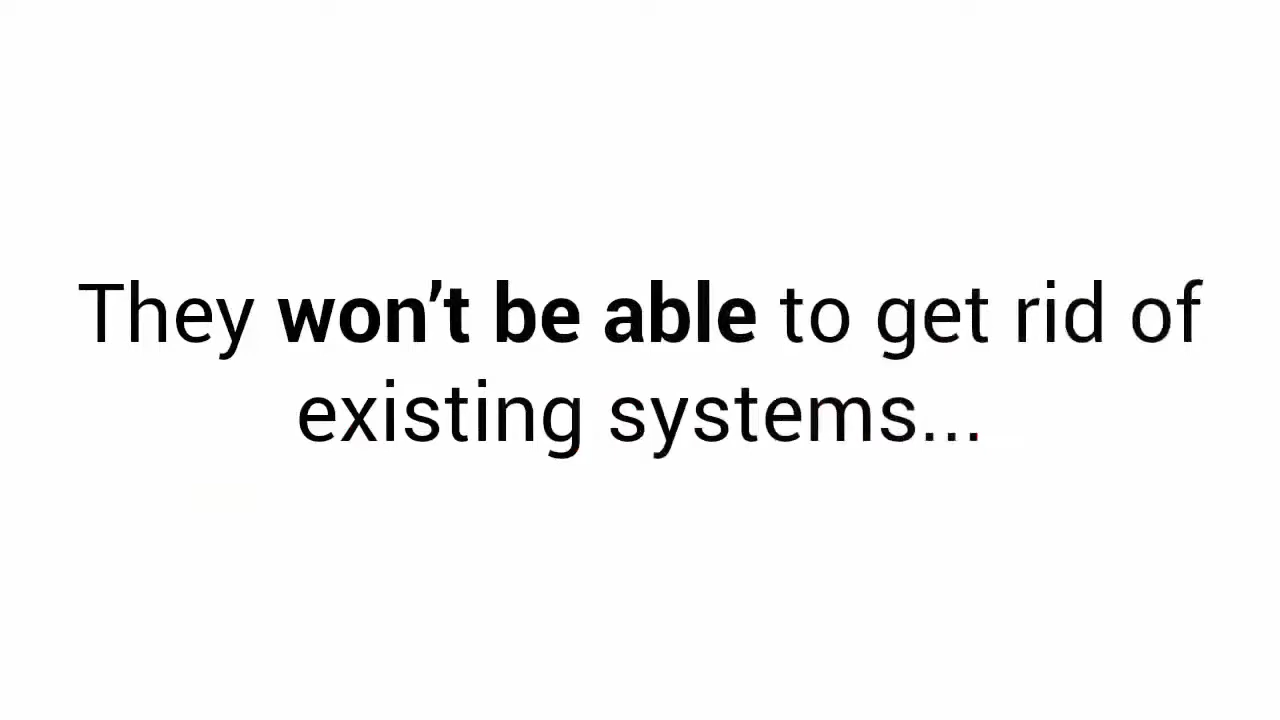 They won’t be able to get rid of
existing systems...